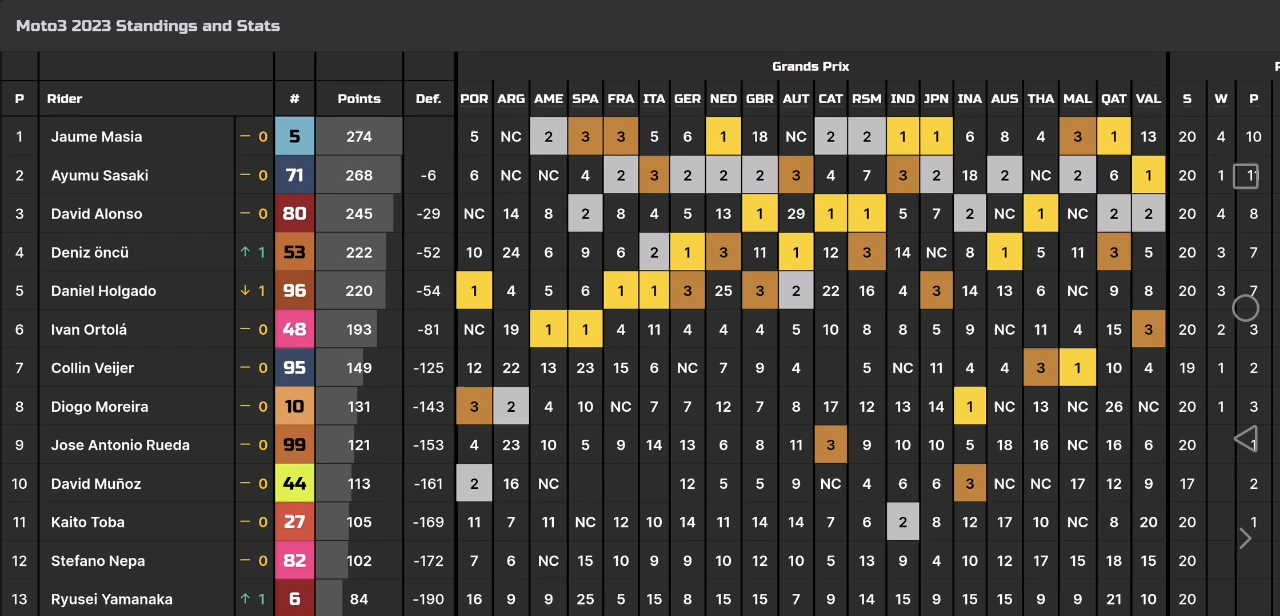 Moto3 2023 Standings and Stats
Grands Prix
P Rider # Points Def. POR ARG AME SPA FRA ITA GER NED GBR AUT CAT RSM IND JPN INA AUS THA MAL QAT VAL S W P
1 Jaume Masia – 0 5 274 5 NC 2 3 3 5 6 1 18 NC 2 2 1 1 6 8 4 3 1 13 20 4 10
2 Ayumu Sasaki – 0 71 268 -6 6 NC NC 4 2 3 2 2 2 3 4 7 3 2 18 2 NC 2 6 1 20 1 11
3 David Alonso – 0 80 245 -29 NC 14 8 2 8 4 5 13 1 29 1 1 5 7 2 NC 1 NC 2 2 20 4 8
4 Deniz öncü ↑ 1 53 222 -52 10 24 6 9 6 2 1 3 11 1 12 3 14 NC 8 1 5 11 3 5 20 3 7
5 Daniel Holgado ↓ 1 96 220 -54 1 4 5 6 1 1 3 25 3 2 22 16 4 3 14 13 6 NC 9 8 20 3 7
6 Ivan Ortolá – 0 48 193 -81 NC 19 1 1 4 11 4 4 4 5 10 8 8 5 9 NC 11 4 15 3 20 2 3
7 Collin Veijer – 0 95 149 -125 12 22 13 23 15 6 NC 7 9 4 5 NC 11 4 4 3 1 10 4 19 1 2
8 Diogo Moreira – 0 10 131 -143 3 2 4 10 NC 7 7 12 7 8 17 12 13 14 1 NC 13 NC 26 NC 20 1 3
9 Jose Antonio Rueda – 0 99 121 -153 4 23 10 5 9 14 13 6 8 11 3 9 10 10 5 18 16 NC 16 6 20 1
10 David Muñoz – 0 44 113 -161 2 16 NC 12 5 5 9 NC 4 6 6 3 NC NC 17 12 9 17 2
11 Kaito Toba – 0 27 105 -169 11 7 11 NC 12 10 14 11 14 14 7 6 2 8 12 17 10 NC 8 20 20 1
12 Stefano Nepa – 0 82 102 -172 7 6 NC 15 10 9 9 10 12 10 5 13 9 4 10 12 17 15 18 15 20
13 Ryusei Yamanaka ↑ 1 6 84 -190 16 9 9 25 5 15 8 15 15 7 9 14 15 9 15 15 9 9 21 10 20